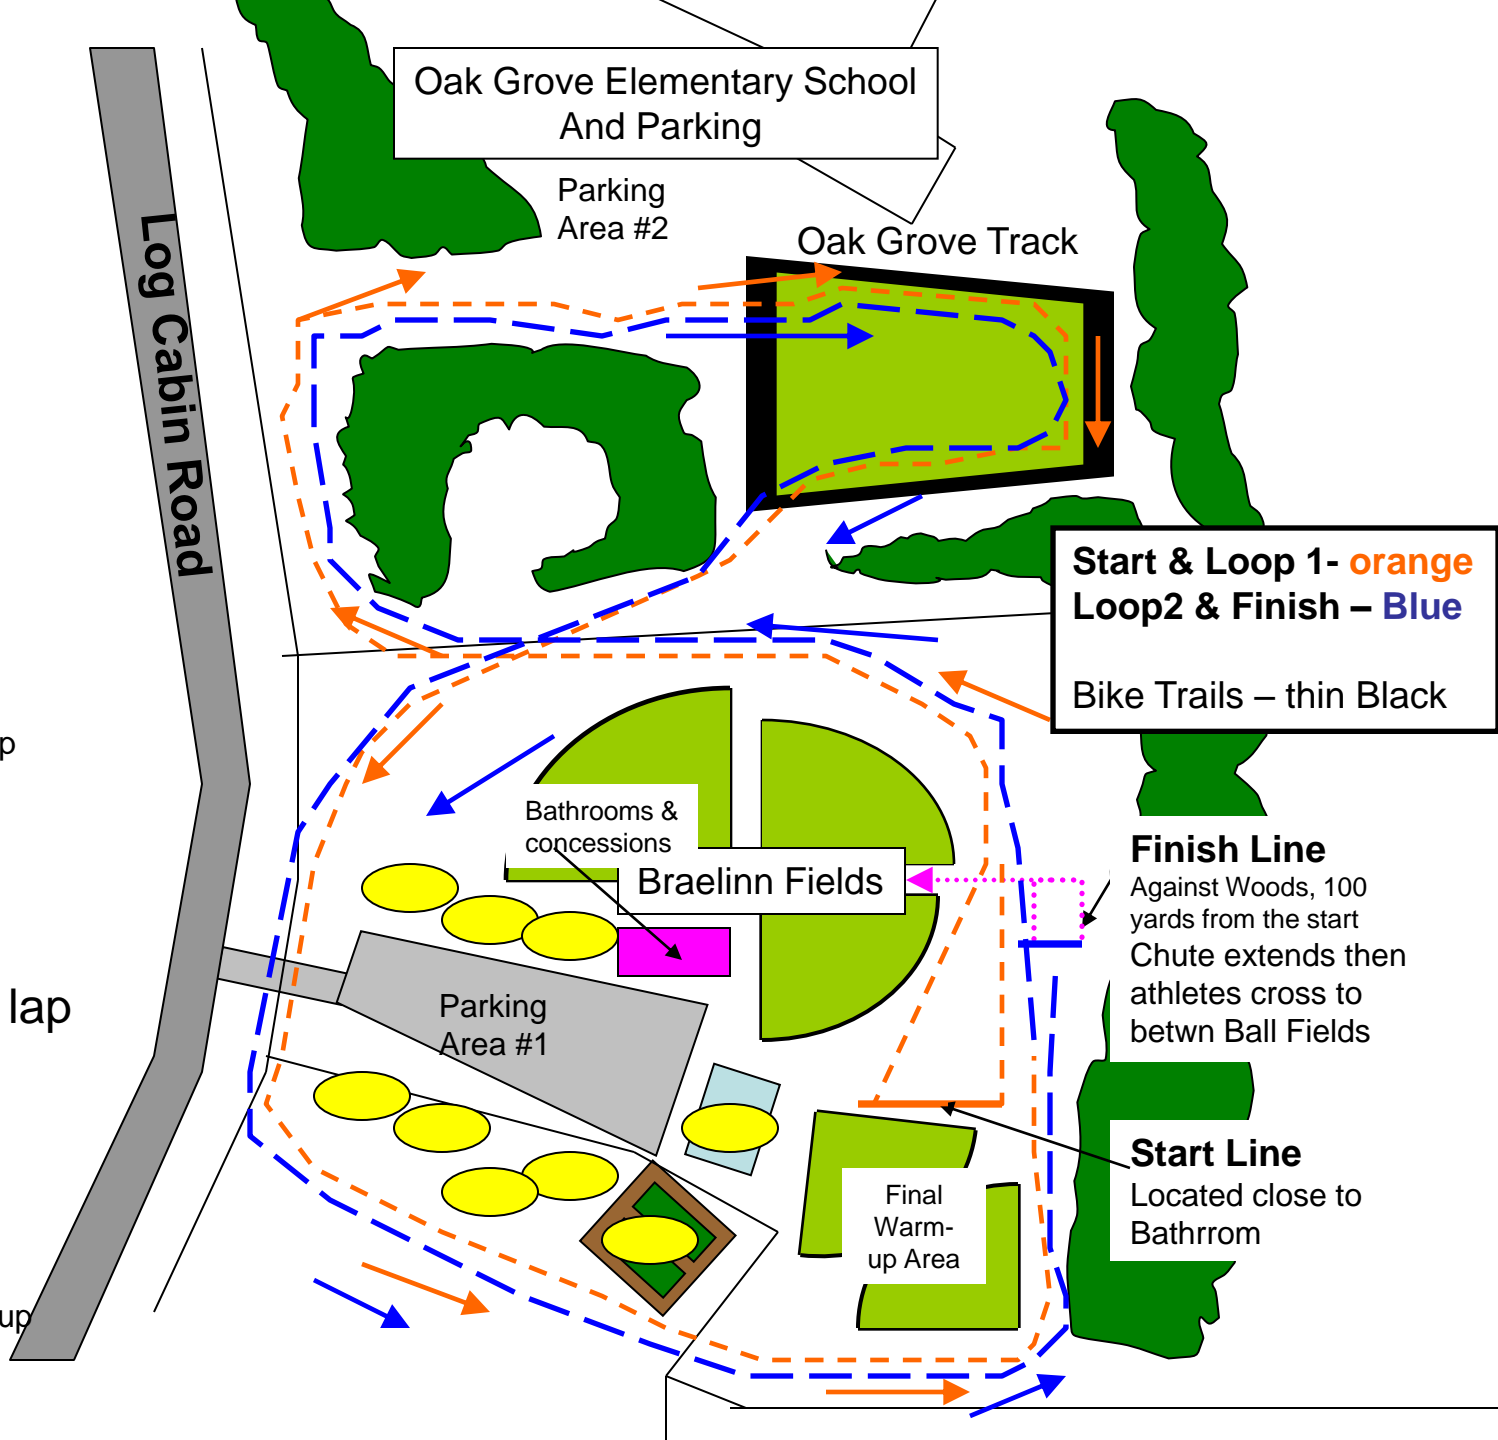 Oak Grove Elementary School
And Parking
Parking
Area #2
Oak Grove Track
Log Cabin Road
Start & Loop 1- orange
Loop2 & Finish – Blue
Bike Trails – thin Black
p
Bathrooms &
concessions
Braelinn Fields
Finish Line
Against Woods, 100
yards from the start
Chute extends then
athletes cross to
betwn Ball Fields
lap
Parking
Area #1
Start Line
Located close to
Bathrrom
Final
Warm-
up Area
up